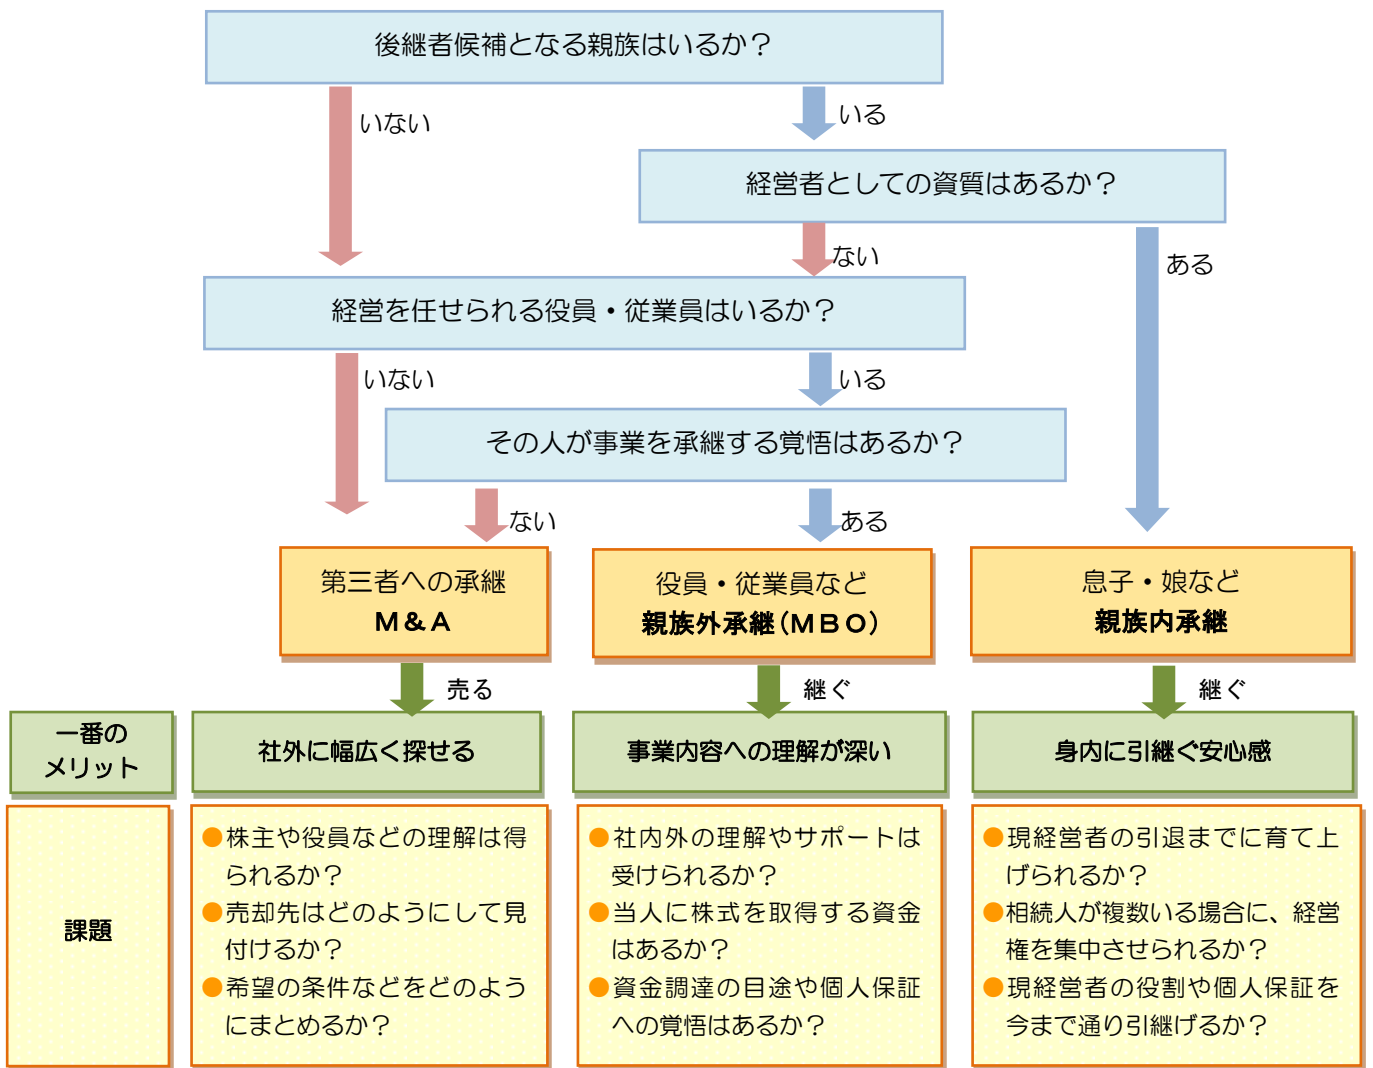 後継者候補となる親族はいるか？
いない
いる
経営者としての資質はあるか？
ない
ある
経営を任せられる役員・従業員はいるか？
いない
いる
その人が事業を承継する覚悟はあるか？
ない
ある
第三者への承継
Ｍ＆Ａ
役員・従業員など
親族外承継（ＭＢＯ）
息子・娘など
親族内承継
売る
継ぐ
継ぐ
一番の
メリット
社外に幅広く探せる
事業内容への理解が深い
身内に引継ぐ安心感
課題
●株主や役員などの理解は得
られるか？
●売却先はどのようにして見
付けるか？
●希望の条件などをどのよう
にまとめるか？
●社内外の理解やサポートは
受けられるか？
●当人に株式を取得する資金
はあるか？
●資金調達の目途や個人保証
への覚悟はあるか？
●現経営者の引退までに育て上
げられるか？
●相続人が複数いる場合に、経営
権を集中させられるか？
●現経営者の役割や個人保証を
今まで通り引継げるか？